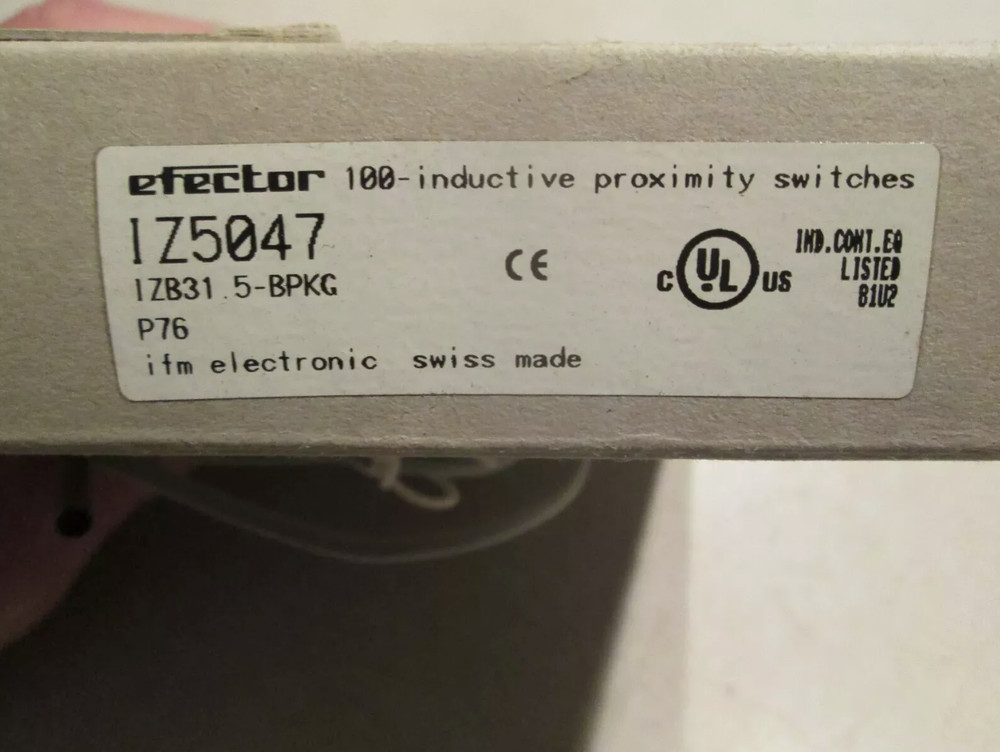 efector 100-inductive proximity switches
IZ5047
IZB31.5-BPKG
P76
ifm electronic swiss made
CE
C UL US
IND.CONT.EQ
LISTED
81U2